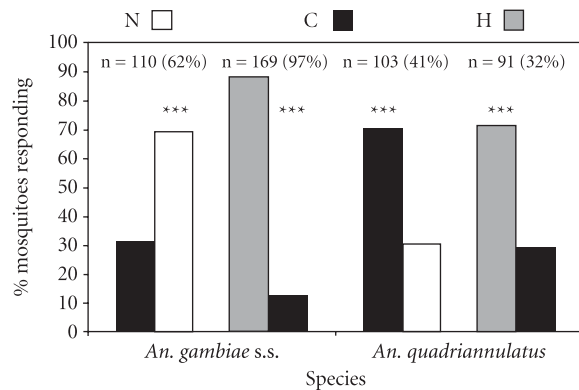 N C H
% mosquitoes responding
100
n = 110 (62%) n = 169 (97%) n = 103 (41%) n = 91 (32%)
90
80
*** *** *** ***
70
60
50
40
30
20
10
0
An. gambiae s.s. An. quadriannulatus
Species